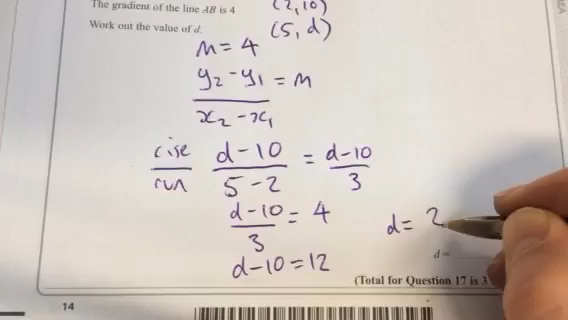 The gradient of the line AB is 4
(2, 10)
Work out the value of d.
(5, d)
m = 4
y₂ - y₁ = m
x₂ - x₁
rise d - 10 = d - 10
run 5 - 2 3
d - 10 = 4
3
d = 2
d - 10 = 12
d =
(Total for Question 17 is 3
14